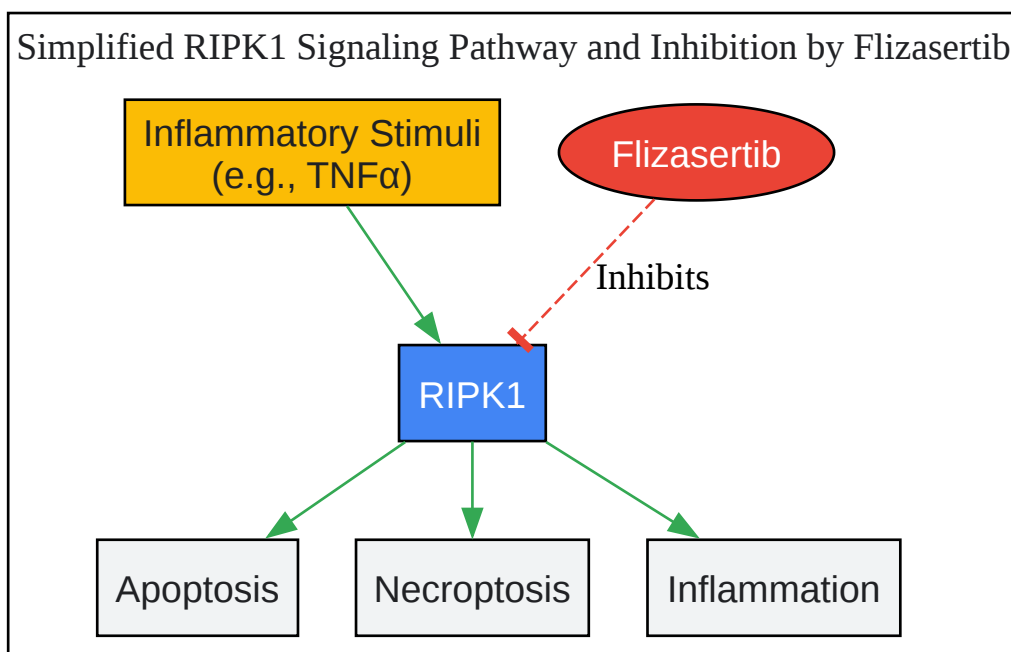 Simplified RIPK1 Signaling Pathway and Inhibition by Flizasertib
Inflammatory Stimuli
(e.g., TNFα)
Flizasertib
Inhibits
RIPK1
Apoptosis
Necroptosis
Inflammation